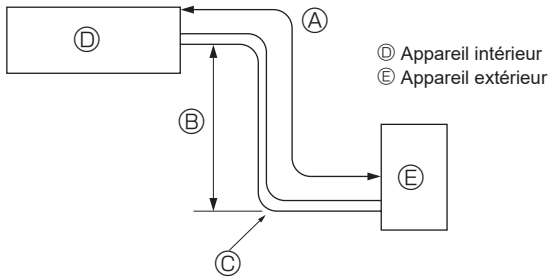 Ⓐ
Ⓓ
Ⓓ Appareil intérieur
Ⓔ Appareil extérieur
Ⓑ
Ⓔ
Ⓒ